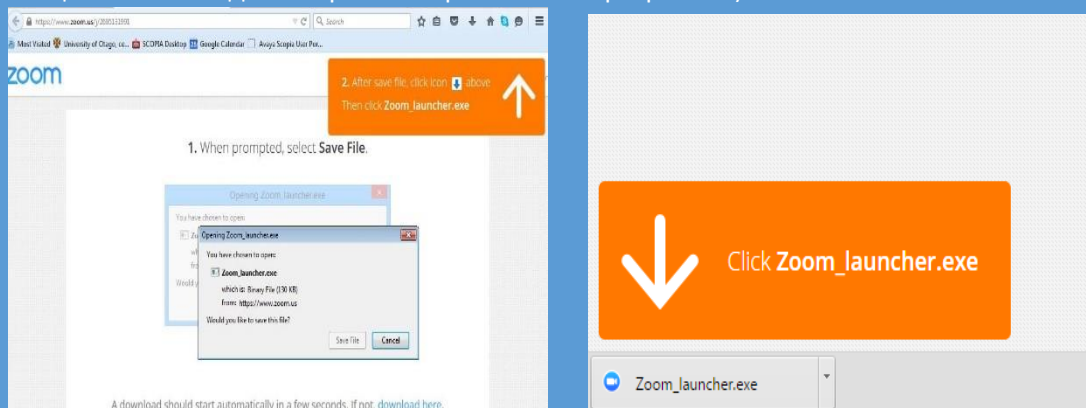 https://www.zoom.us/j/2695131991
Search
Most Visited University of Otago, ce... SCOPIA Desktop Google Calendar Avaya Scopia User Por...
zoom
2. After save file, click icon above
Then click Zoom_launcher.exe
1. When prompted, select Save File.
Opening Zoom_launcher.exe
You have chosen to open:
Opening Zoom_launcher.exe
You have chosen to open:
Zoom_launcher.exe
which is: Binary File (130 KB)
from: https://www.zoom.us
Would you like to save this file?
Save File Cancel
A download should start automatically in a few seconds. If not, download here.
Click Zoom_launcher.exe
Zoom_launcher.exe